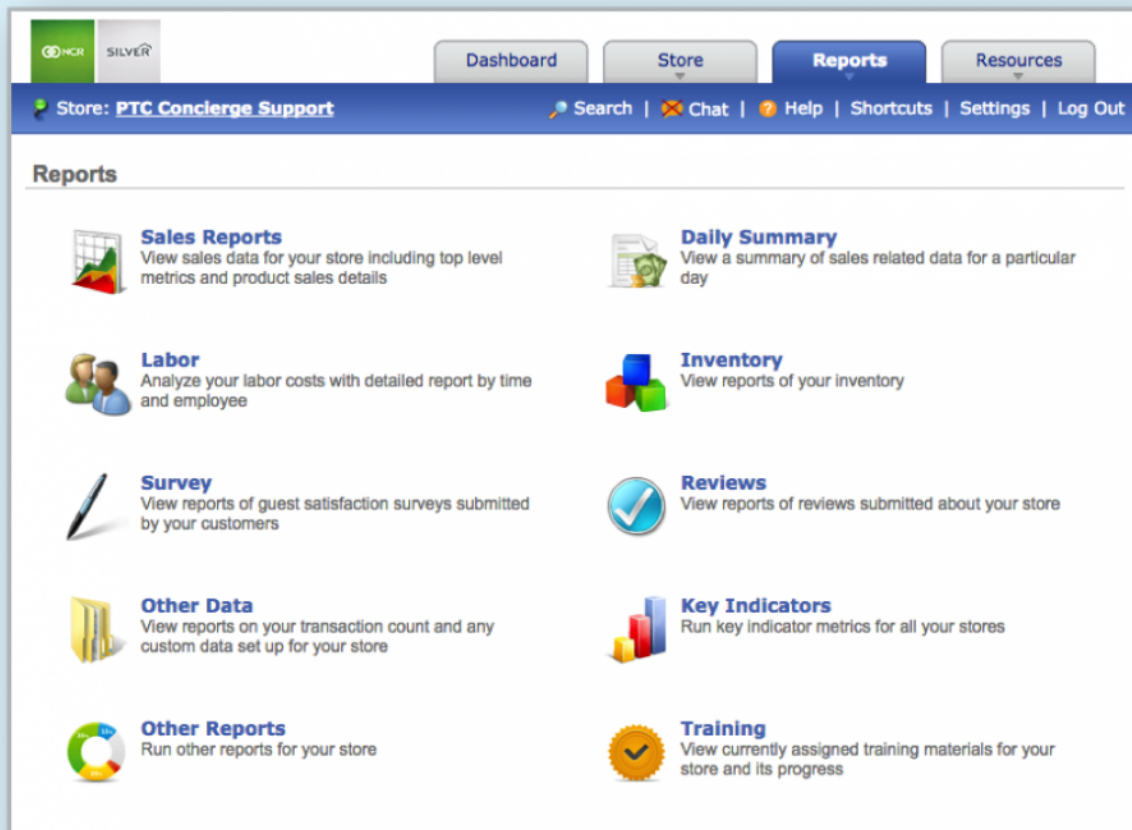 NCR
SILVER
Dashboard
Store
Reports
Resources
Store: PTC Concierge Support
Search | Chat | Help | Shortcuts | Settings | Log Out
Reports
Sales Reports
View sales data for your store including top level
metrics and product sales details
Daily Summary
View a summary of sales related data for a particular
day
Labor
Analyze your labor costs with detailed report by time
and employee
Inventory
View reports of your inventory
Survey
View reports of guest satisfaction surveys submitted
by your customers
Reviews
View reports of reviews submitted about your store
Other Data
View reports on your transaction count and any
custom data set up for your store
Key Indicators
Run key indicator metrics for all your stores
Other Reports
Run other reports for your store
Training
View currently assigned training materials for your
store and its progress